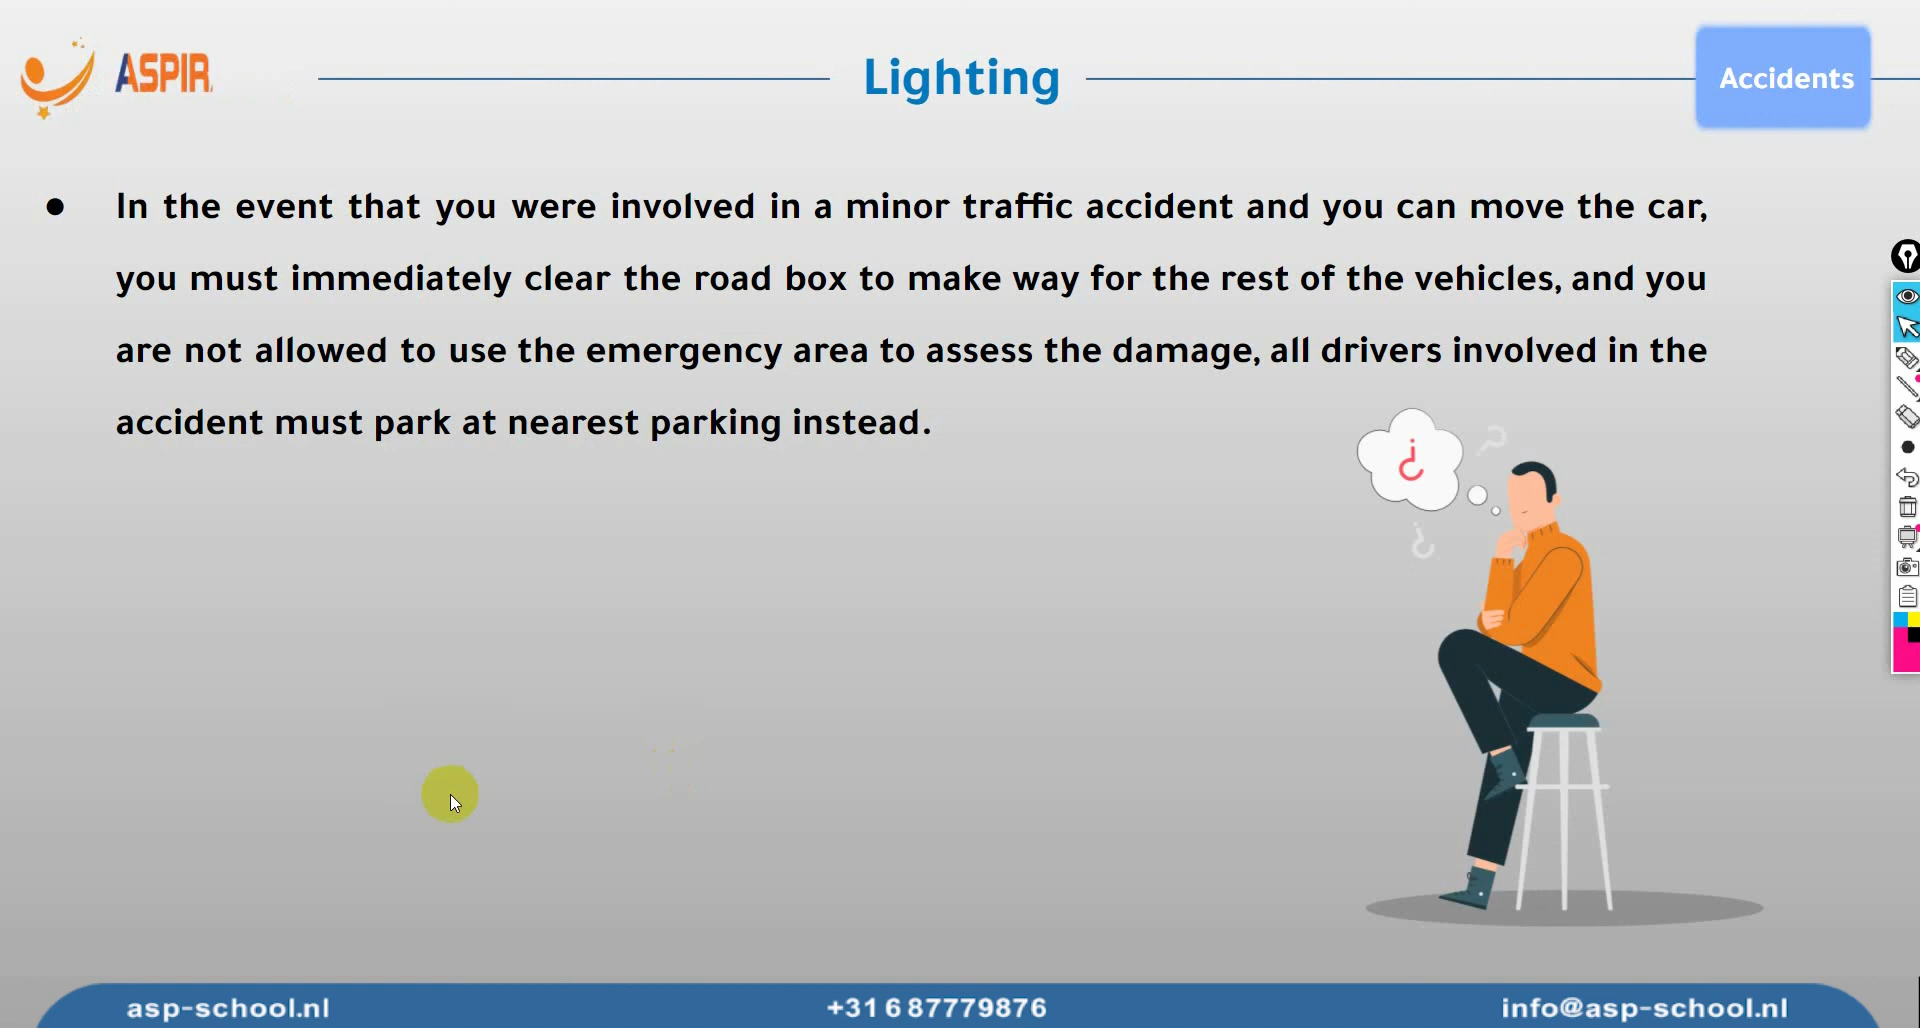 ASPIR
Lighting
Accidents
● In the event that you were involved in a minor traffic accident and you can move the car,
you must immediately clear the road box to make way for the rest of the vehicles, and you
are not allowed to use the emergency area to assess the damage, all drivers involved in the
accident must park at nearest parking instead.
¿
asp-school.nl
+31 6 87779876
info@asp-school.nl